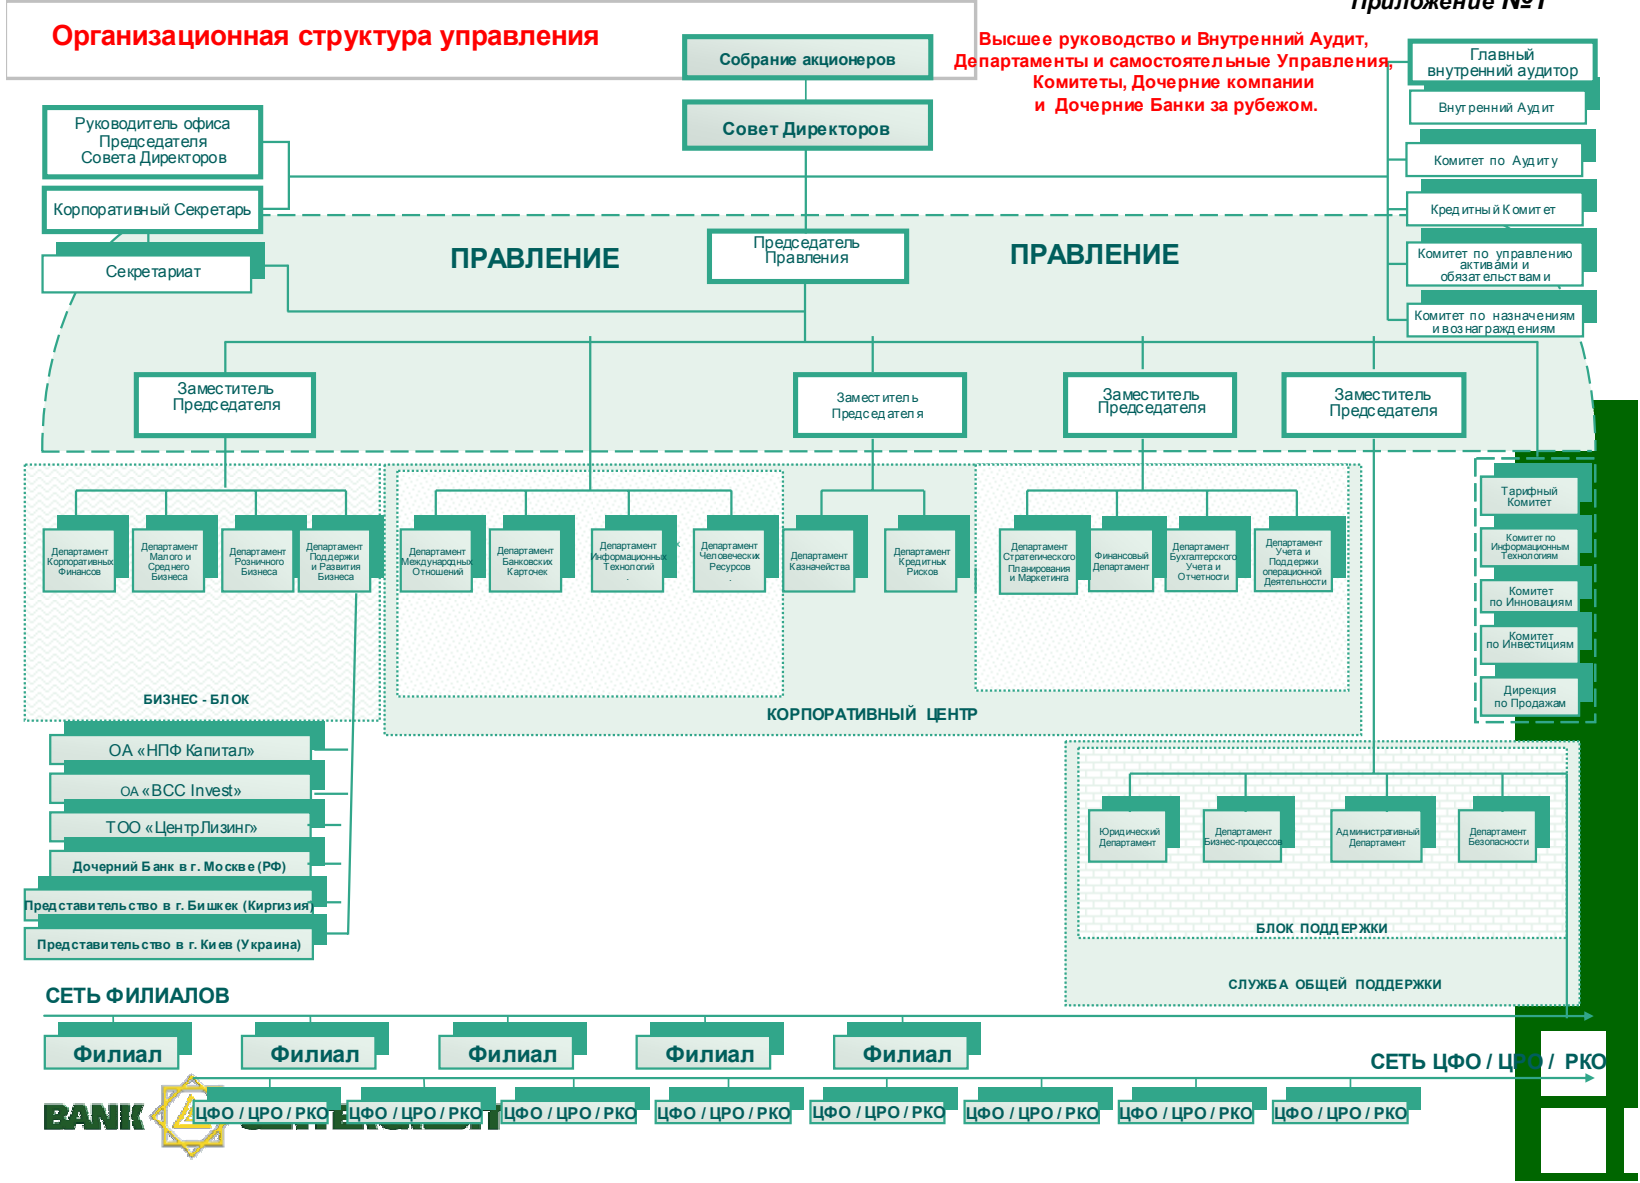 Приложение №1
Организационная структура управления
Высшее руководство и Внутренний Аудит,
Департаменты и самостоятельные Управления,
Комитеты, Дочерние компании
и Дочерние Банки за рубежом.
Собрание акционеров
Совет Директоров
Главный
внутренний аудитор
Внутренний Аудит
Комитет по Аудиту
Кредитный Комитет
Комитет по управлению
активами и
обязательствами
Комитет по назначениям
и вознаграждениям
Руководитель офиса
Председателя
Совета Директоров
Корпоративный Секретарь
Секретариат
ПРАВЛЕНИЕ
Председатель
Правления
ПРАВЛЕНИЕ
Заместитель
Председателя
Заместитель
Председателя
Заместитель
Председателя
Заместитель
Председателя
Департамент
Корпоративных
Финансов
Департамент
Малого и
Среднего
Бизнеса
Департамент
Розничного
Бизнеса
Департамент
Поддержки
и Развития
Бизнеса
БИЗНЕС - БЛОК
Департамент
Международных
Отношений
Департамент
Банковских
Карточек
Департамент
Информационных
Технологий
.
Департамент
Человеческих
Ресурсов
.
Департамент
Казначейства
Департамент
Кредитных
Рисков
Департамент
Стратегического
Планирования
и Маркетинга
Финансовый
Департамент
Департамент
Бухгалтерского
Учета и
Отчетности
Департамент
Учета и
Поддержки
операционной
Деятельности
КОРПОРАТИВНЫЙ ЦЕНТР
Тарифный
Комитет
Комитет по
Информационным
Технологиям
Комитет
по Инновациям
Комитет
по Инвестициям
Дирекция
по Продажам
ОА «НПФ Капитал»
ОА «BCC Invest»
ТОО «ЦентрЛизинг»
Дочерний Банк в г. Москве (РФ)
Представительство в г. Бишкек (Киргизия)
Представительство в г. Киев (Украина)
Юридический
Департамент
Департамент
Бизнес-процессов
Административный
Департамент
Департамент
Безопасности
БЛОК ПОДДЕРЖКИ
СЛУЖБА ОБЩЕЙ ПОДДЕРЖКИ
СЕТЬ ФИЛИАЛОВ
Филиал
Филиал
Филиал
Филиал
Филиал
СЕТЬ ЦФО / ЦРО / РКО
BANK
ЦФО / ЦРО / РКО
ЦФО / ЦРО / РКО
ЦФО / ЦРО / РКО
ЦФО / ЦРО / РКО
ЦФО / ЦРО / РКО
ЦФО / ЦРО / РКО
ЦФО / ЦРО / РКО
ЦФО / ЦРО / РКО